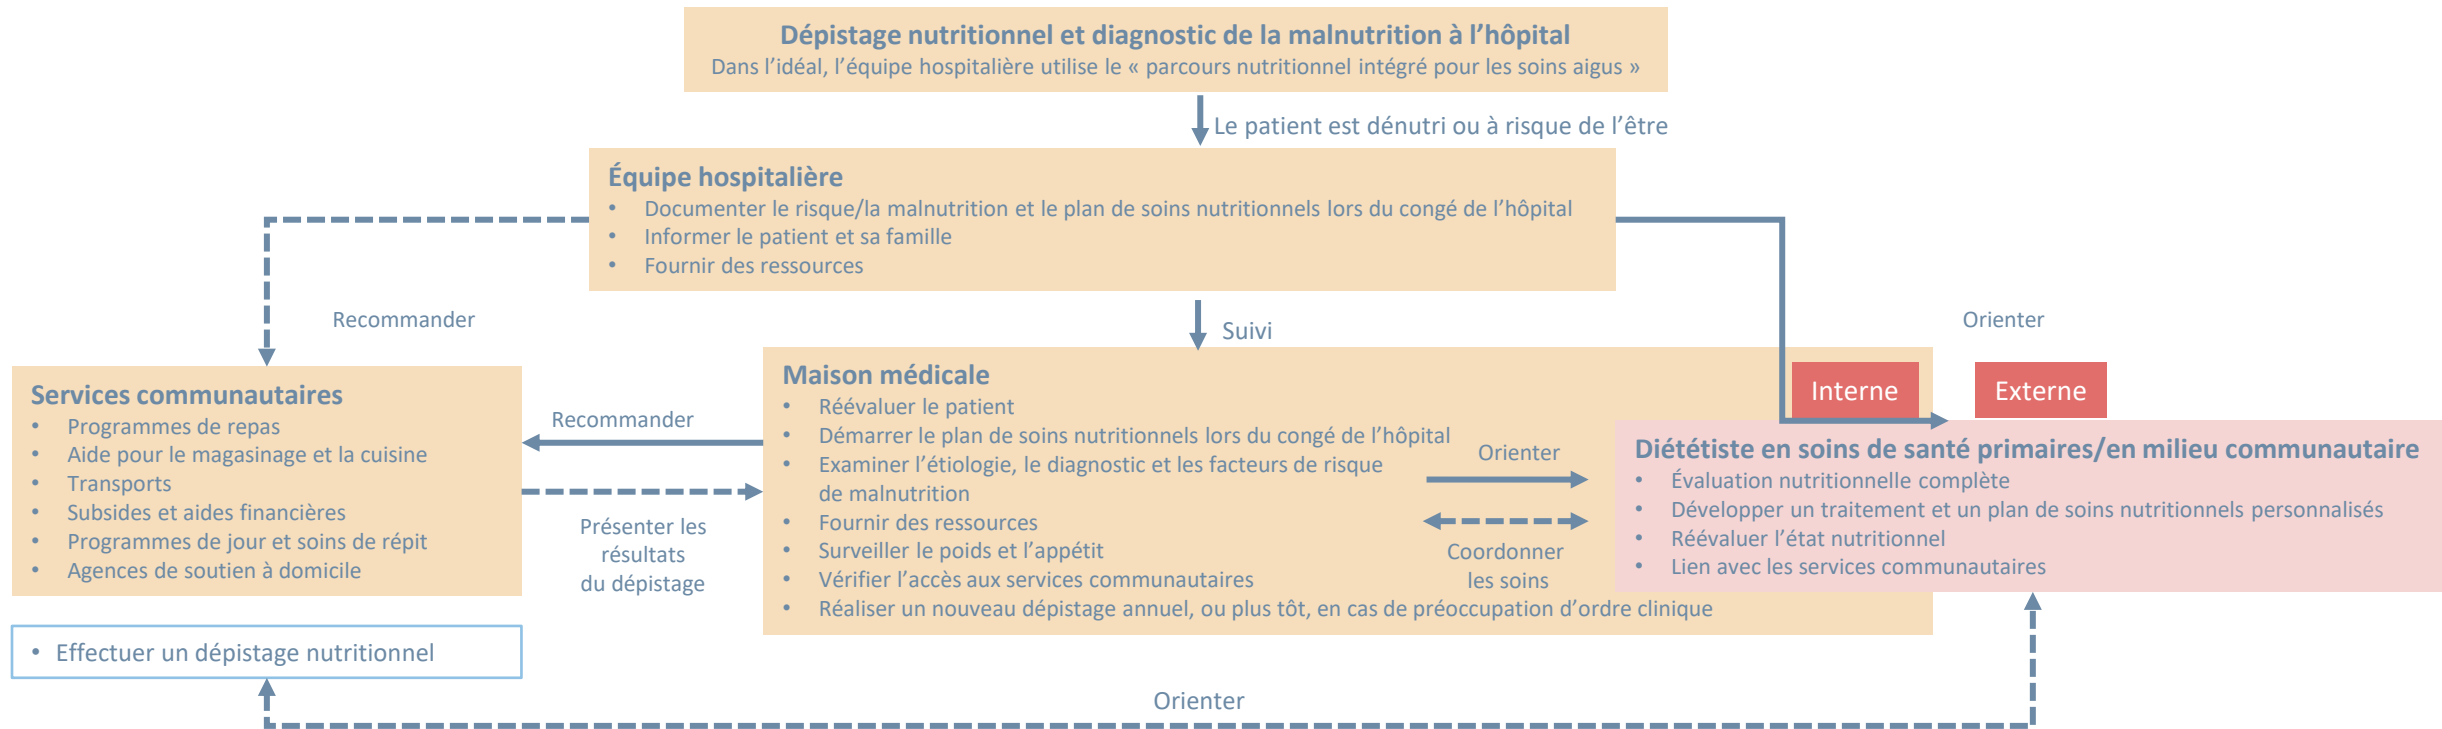 Dépistage nutritionnel et diagnostic de la malnutrition à l’hôpital
Dans l’idéal, l’équipe hospitalière utilise le « parcours nutritionnel intégré pour les soins aigus »
Le patient est dénutri ou à risque de l’être
Équipe hospitalière
• Documenter le risque/la malnutrition et le plan de soins nutritionnels lors du congé de l’hôpital
• Informer le patient et sa famille
• Fournir des ressources
Recommander
Suivi
Orienter
Services communautaires
• Programmes de repas
• Aide pour le magasinage et la cuisine
• Transports
• Subsides et aides financières
• Programmes de jour et soins de répit
• Agences de soutien à domicile
• Effectuer un dépistage nutritionnel
Recommander
Présenter les
résultats
du dépistage
Maison médicale
• Réévaluer le patient
• Démarrer le plan de soins nutritionnels lors du congé de l’hôpital
• Examiner l’étiologie, le diagnostic et les facteurs de risque
de malnutrition
• Fournir des ressources
• Surveiller le poids et l’appétit
• Vérifier l’accès aux services communautaires
• Réaliser un nouveau dépistage annuel, ou plus tôt, en cas de préoccupation d’ordre clinique
Orienter
Coordonner
les soins
Interne
Externe
Diététiste en soins de santé primaires/en milieu communautaire
• Évaluation nutritionnelle complète
• Développer un traitement et un plan de soins nutritionnels personnalisés
• Réévaluer l’état nutritionnel
• Lien avec les services communautaires
Orienter